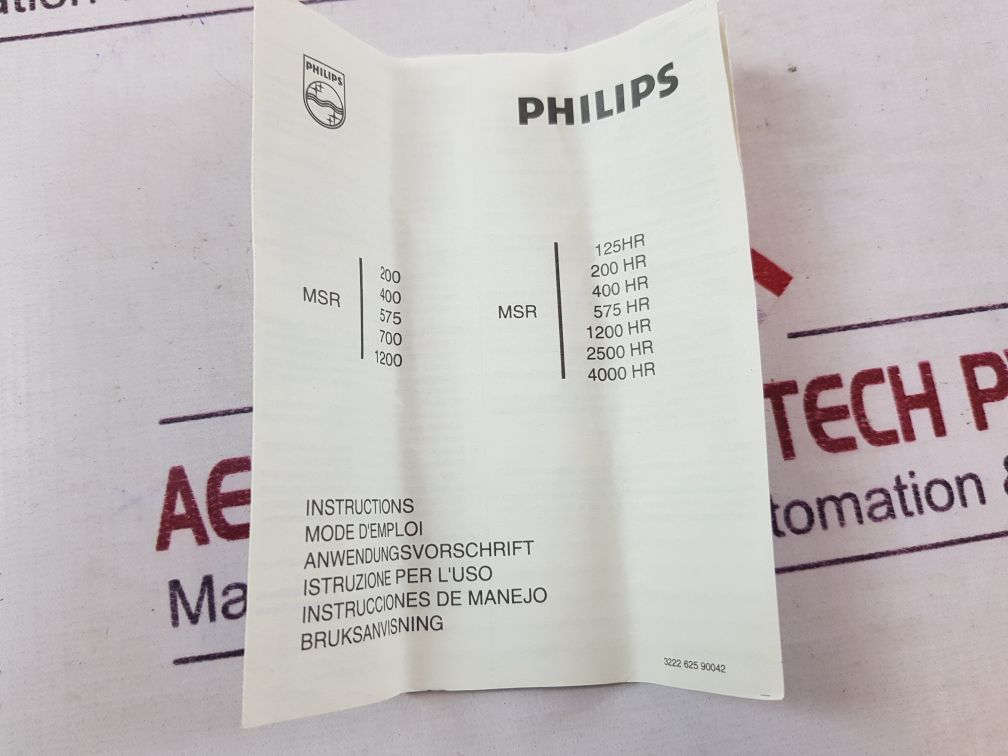 PHILIPS
PHILIPS
MSR
200
400
575
700
1200
MSR
125HR
200 HR
400 HR
575 HR
1200 HR
2500 HR
4000 HR
INSTRUCTIONS
MODE D'EMPLOI
ANWENDUNGSVORSCHRIFT
ISTRUZIONE PER L'USO
INSTRUCCIONES DE MANEJO
BRUKSANVISNING
3222 625 90042
AE
TECH P
Ma
tomation &